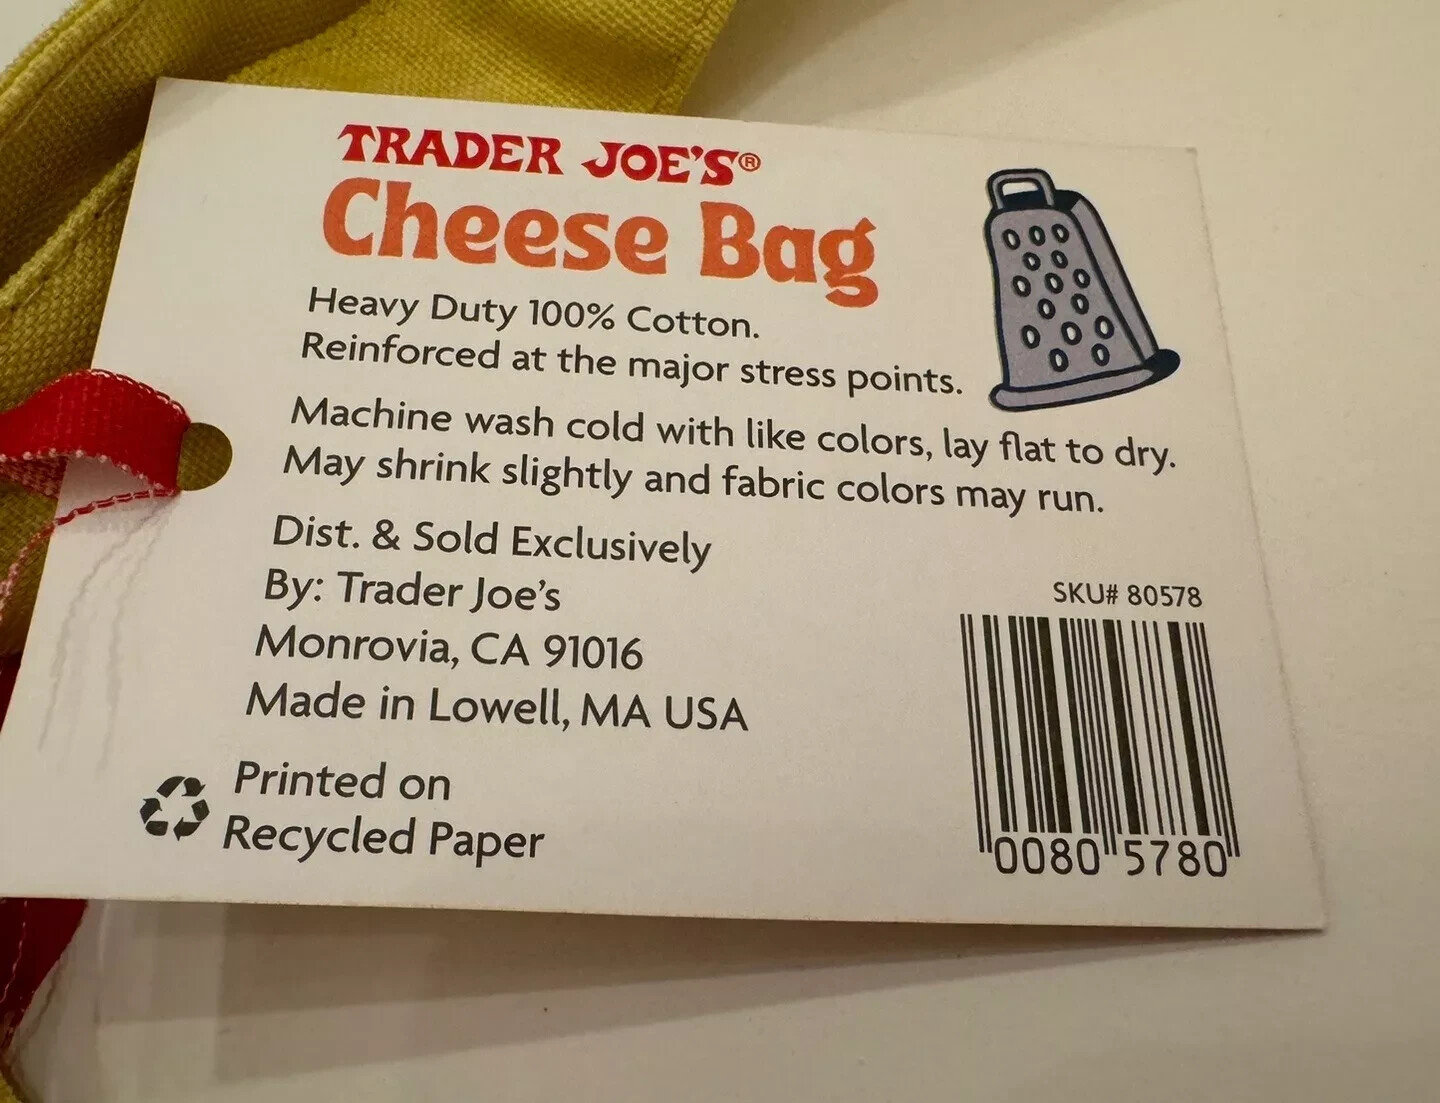 TRADER JOE'S®
Cheese Bag
Heavy Duty 100% Cotton.
Reinforced at the major stress points.
Machine wash cold with like colors, lay flat to dry.
May shrink slightly and fabric colors may run.
Dist. & Sold Exclusively
By: Trader Joe's
Monrovia, CA 91016
Made in Lowell, MA USA
Printed on
Recycled Paper
SKU# 80578
0080 5780